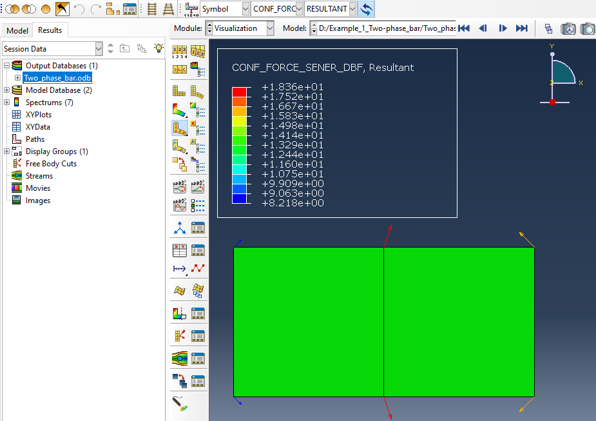 Symbol CONF_FORC RESULTANT
Model Results
Module: Visualization Model: D:/Example_1_Two-phase_bar/Two_phas
Session Data
Output Databases (1)
Two_phase_bar.odb
Model Database (2)
Spectrums (7)
XYPlots
XYData
Paths
Display Groups (1)
Free Body Cuts
Streams
Movies
Images
CONF_FORCE_SENER_DBF, Resultant
+1.836e+01
+1.752e+01
+1.667e+01
+1.583e+01
+1.498e+01
+1.414e+01
+1.329e+01
+1.244e+01
+1.160e+01
+1.075e+01
+9.909e+00
+9.063e+00
+8.218e+00
Y
X